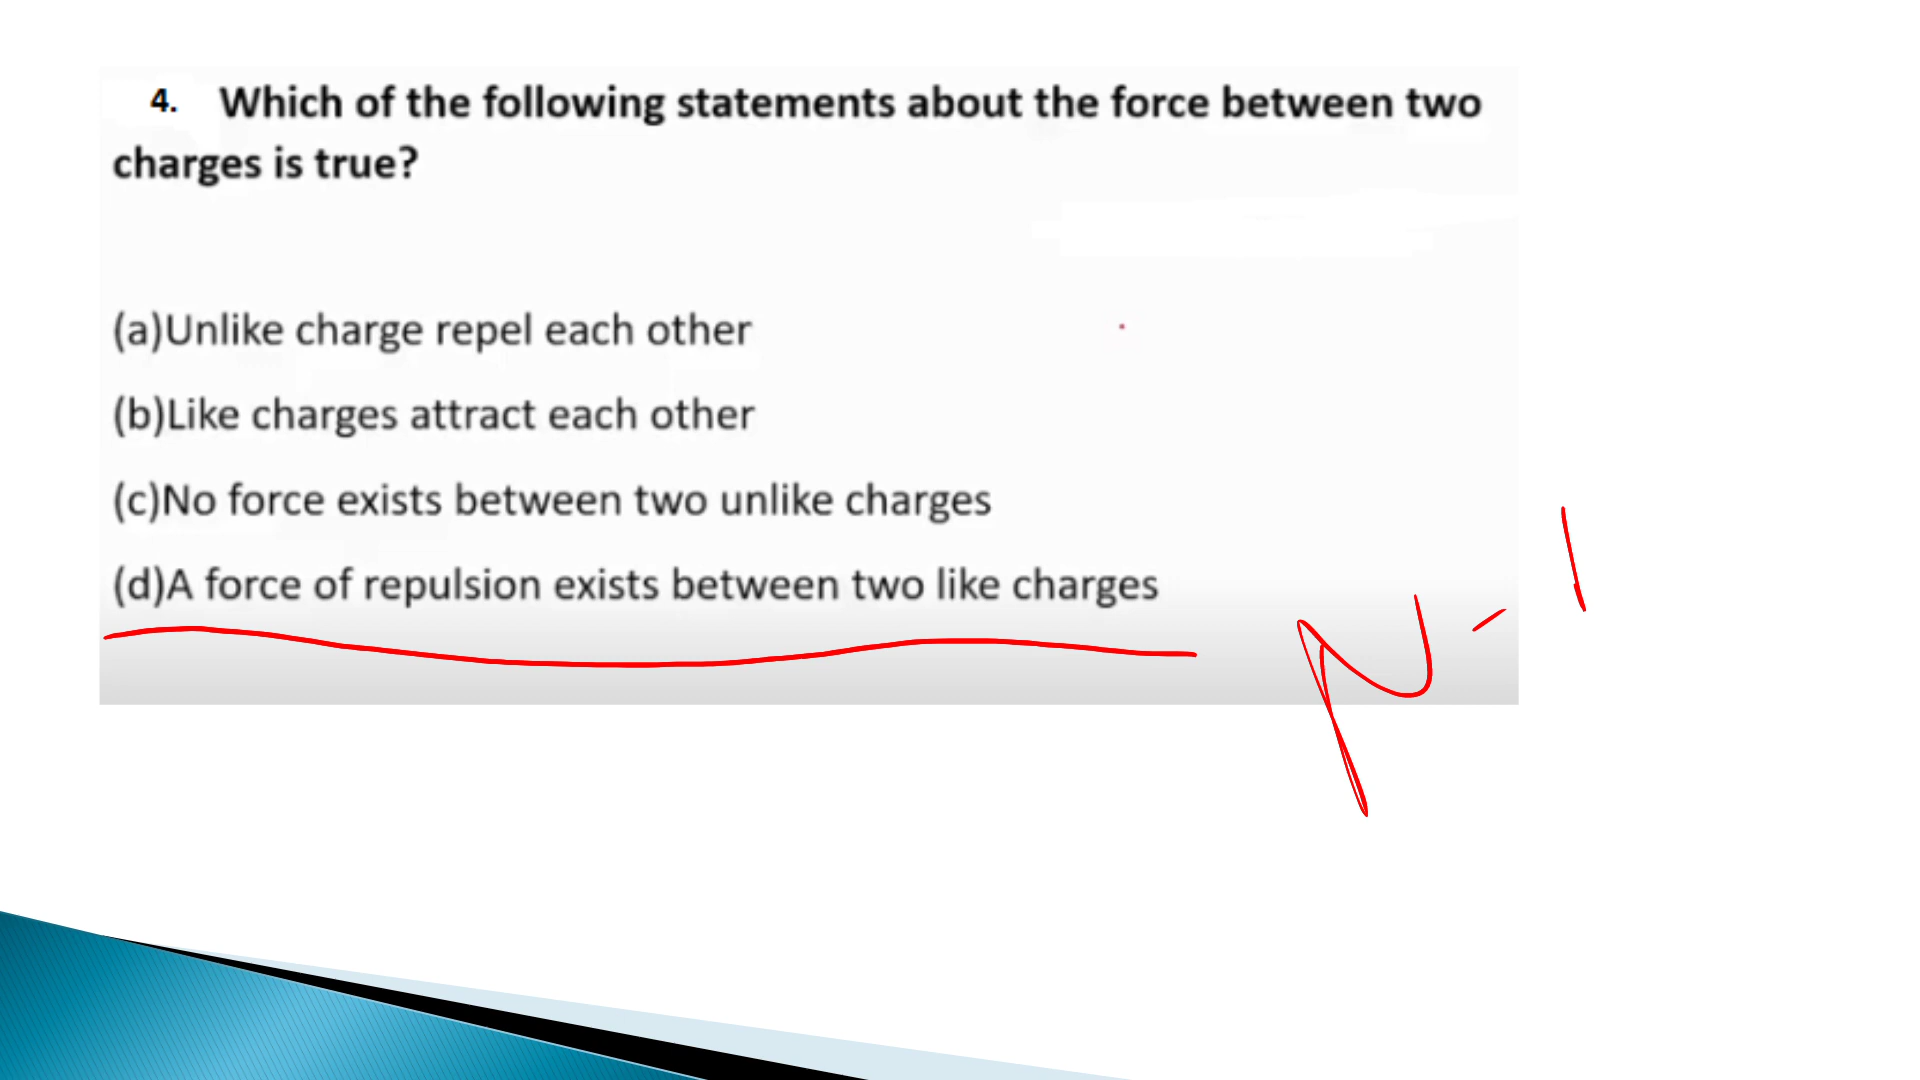 4. Which of the following statements about the force between two
charges is true?
(a)Unlike charge repel each other
(b)Like charges attract each other
(c)No force exists between two unlike charges
(d)A force of repulsion exists between two like charges
N-1